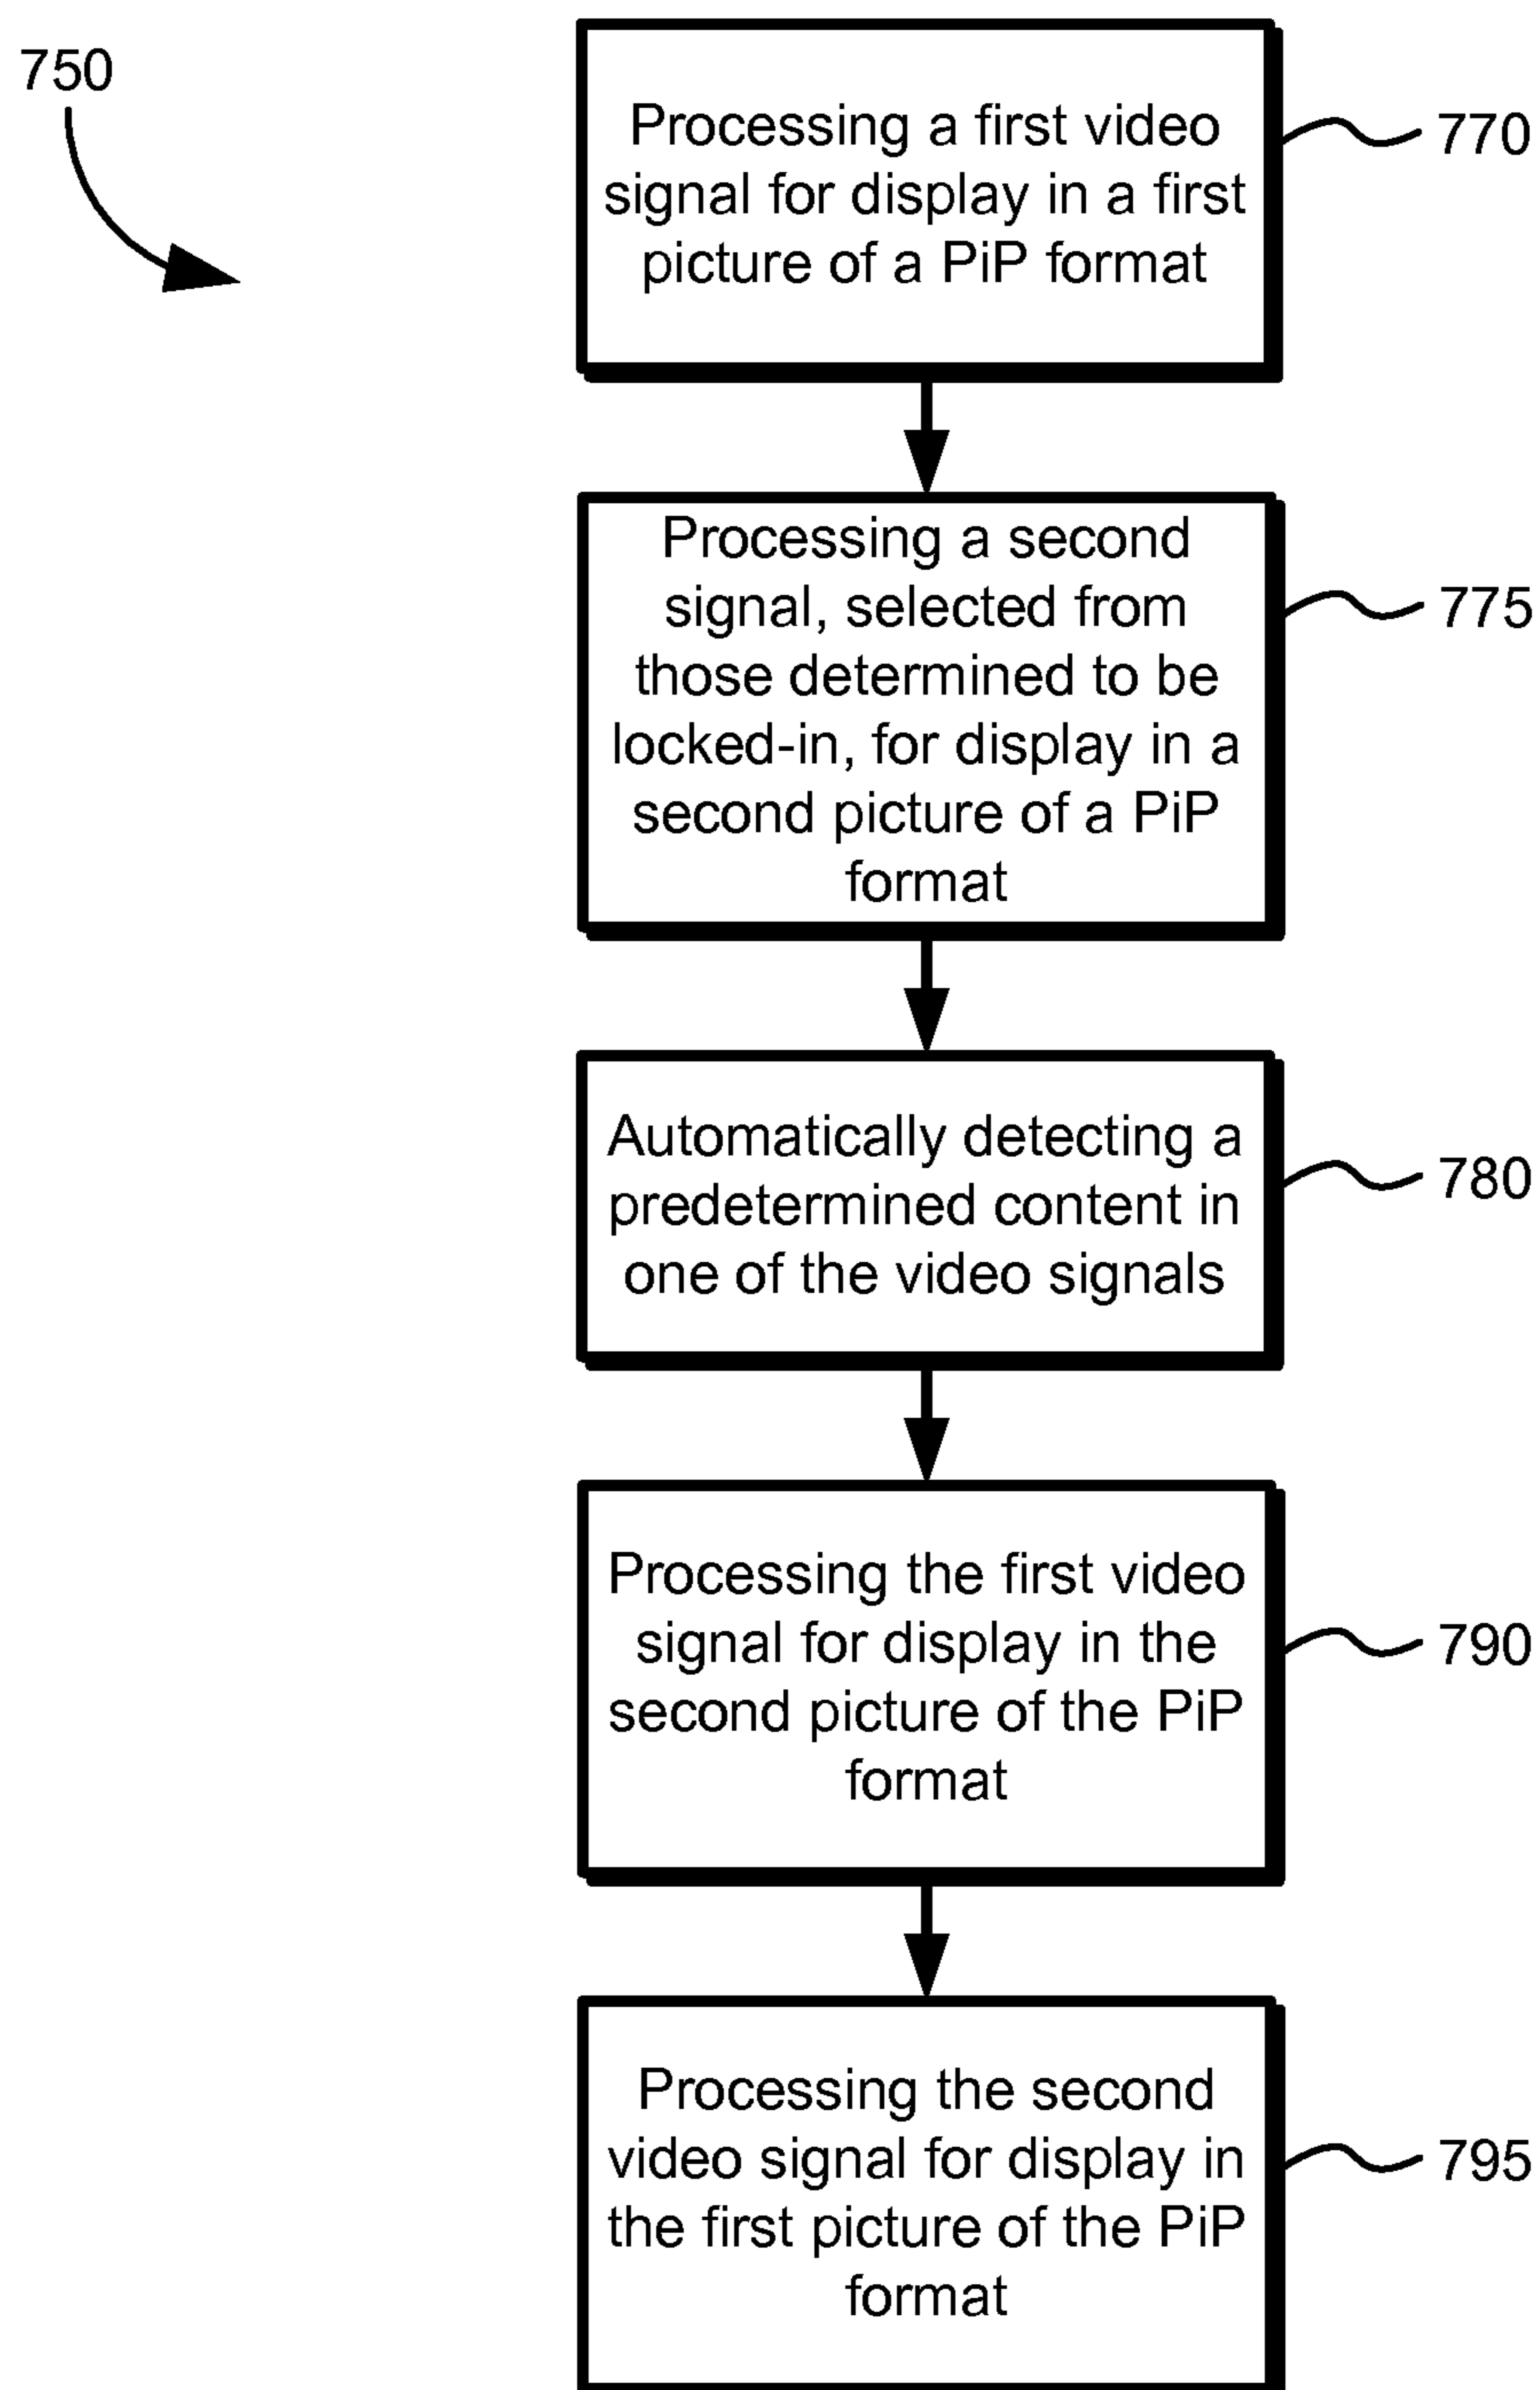 750
Processing a first video
signal for display in a first
picture of a PiP format
770
Processing a second
signal, selected from
those determined to be
locked-in, for display in a
second picture of a PiP
format
775
Automatically detecting a
predetermined content in
one of the video signals
780
Processing the first video
signal for display in the
second picture of the PiP
format
790
Processing the second
video signal for display in
the first picture of the PiP
format
795